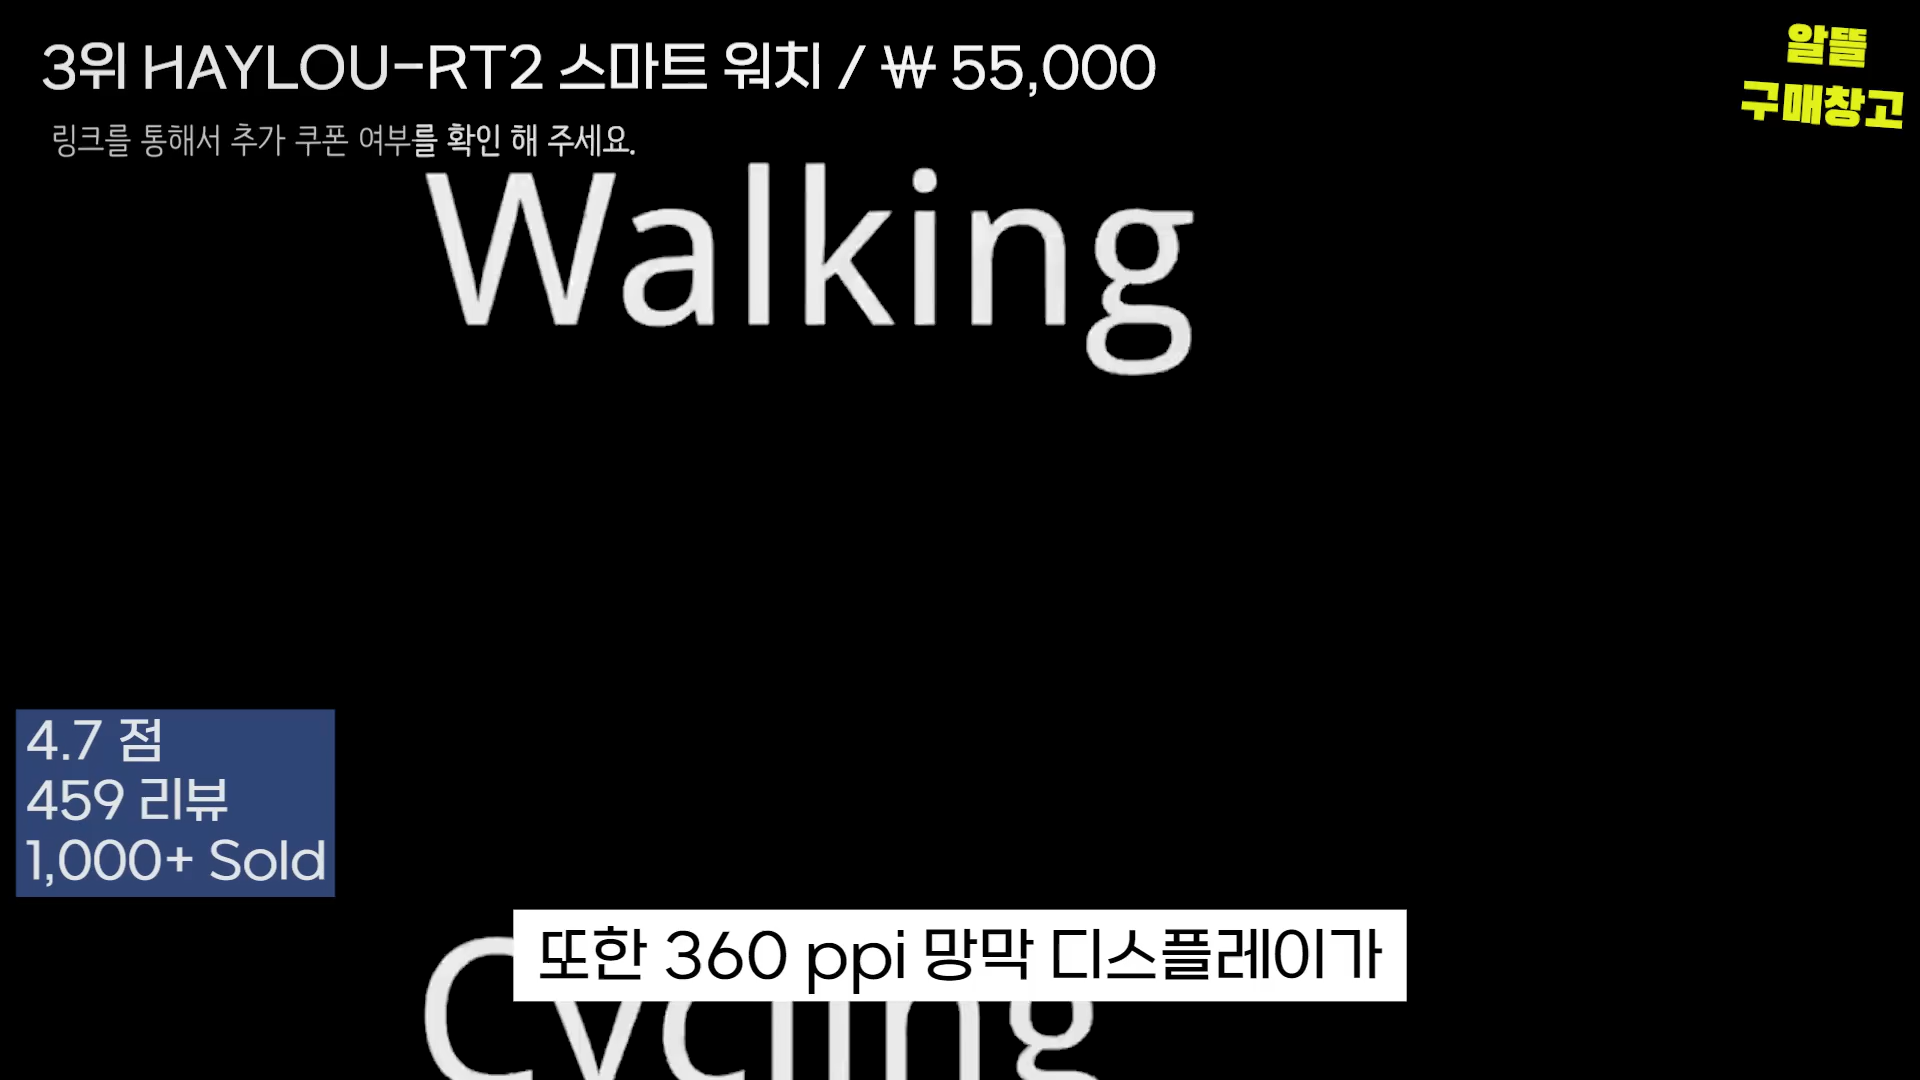 3위 HAYLOU-RT2 스마트 워치 / ₩ 55,000
링크를 통해서 추가 쿠폰 여부를 확인 해 주세요.
알뜰
구매창고
Walking
4.7 점
459 리뷰
1,000+ Sold
또한 360 ppi 망막 디스플레이가
Cycling